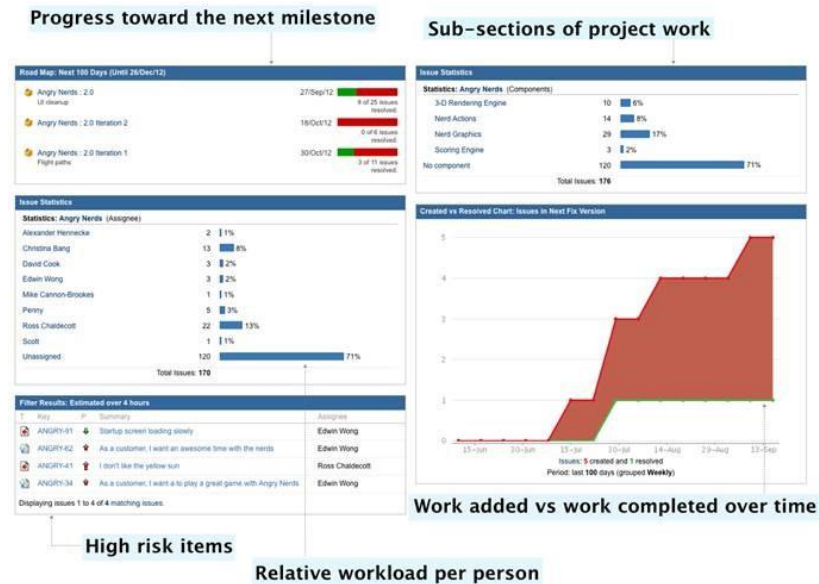 Progress toward the next milestone
Sub-sections of project work
Road Map: Next 100 Days (Until 26/Dec/12)
Angry Nerds : 2.0 27/Sep/12
UI cleanup 8 of 25 issues
resolved.
Angry Nerds : 2.0 Iteration 2 18/Oct/12
0 of 6 issues
resolved.
Angry Nerds : 2.0 Iteration 1 30/Oct/12
Flight paths 3 of 11 issues
resolved.
Issue Statistics
Statistics: Angry Nerds (Components)
3-D Rendering Engine 10 6%
Nerd Actions 14 8%
Nerd Graphics 29 17%
Scoring Engine 3 2%
No component 120 71%
Total Issues: 176
Issue Statistics
Statistics: Angry Nerds (Assignee)
Alexander Hennecke 2 1%
Christina Bang 13 8%
David Cook 3 2%
Edwin Wong 3 2%
Mike Cannon-Brookes 1 1%
Penny 5 3%
Ross Chaldecott 22 13%
Scott 1 1%
Unassigned 120 71%
Total Issues: 170
Created vs Resolved Chart: Issues in Next Fix Version
5
4
3
2
1
0
15-Jun 30-Jun 15-Jul 30-Jul 14-Aug 29-Aug 13-Sep
Issues: 5 created and 1 resolved
Period: last 100 days (grouped Weekly)
Filter Results: Estimated over 4 hours
T Key P Summary Assignee
ANGRY-91 Startup screen loading slowly Edwin Wong
ANGRY-62 As a customer, I want an awesome time with the nerds Edwin Wong
ANGRY-41 I don't like the yellow sun Ross Chaldecott
ANGRY-34 As a customer, I want a to play a great game with Angry Nerds Edwin Wong
Displaying issues 1 to 4 of 4 matching issues.
Work added vs work completed over time
High risk items
Relative workload per person